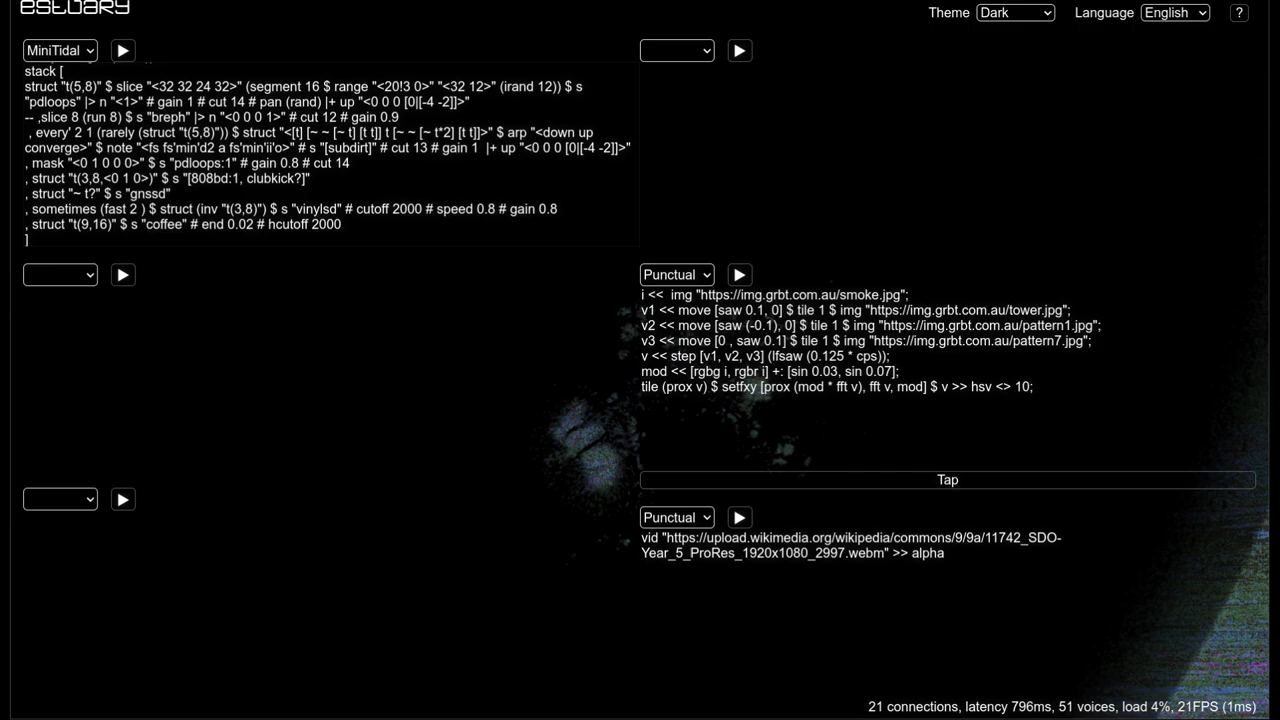 estuary
Theme Dark Language English ?
MiniTidal
stack [
struct "t(5,8)" $ slice "<32 32 24 32>" (segment 16 $ range "<20!3 0>" "<32 12>" (irand 12)) $ s
"pdloops" |> n "<1>" # gain 1 # cut 14 # pan (rand) |+ up "<0 0 0 [0|[-4 -2]]>"
-- ,slice 8 (run 8) $ s "breph" |> n "<0 0 0 1>" # cut 12 # gain 0.9
, every' 2 1 (rarely (struct "t(5,8)")) $ struct "<[t] [~ ~ [~ t] [t t]] t [~ ~ [~ t*2] [t t]]>" $ arp "<down up
converge>" $ note "<fs fs'min'd2 a fs'min'ii'o>" # s "[subdirt]" # cut 13 # gain 1  |+ up "<0 0 0 [0|[-4 -2]]>"
, mask "<0 1 0 0 0>" $ s "pdloops:1" # gain 0.8 # cut 14
, struct "t(3,8,<0 1 0>)" $ s "[808bd:1, clubkick?]"
, struct "~ t?" $ s "gnssd"
, sometimes (fast 2 ) $ struct (inv "t(3,8)") $ s "vinylsd" # cutoff 2000 # speed 0.8 # gain 0.8
, struct "t(9,16)" $ s "coffee" # end 0.02 # hcutoff 2000
]
Punctual
i <<  img "https://img.grbt.com.au/smoke.jpg";
v1 << move [saw 0.1, 0] $ tile 1 $ img "https://img.grbt.com.au/tower.jpg";
v2 << move [saw (-0.1), 0] $ tile 1 $ img "https://img.grbt.com.au/pattern1.jpg";
v3 << move [0 , saw 0.1] $ tile 1 $ img "https://img.grbt.com.au/pattern7.jpg";
v << step [v1, v2, v3] (lfsaw (0.125 * cps));
mod << [rgbg i, rgbr i] +: [sin 0.03, sin 0.07];
tile (prox v) $ setfxy [prox (mod * fft v), fft v, mod] $ v >> hsv <> 10;
Tap
Punctual
vid "https://upload.wikimedia.org/wikipedia/commons/9/9a/11742_SDO-
Year_5_ProRes_1920x1080_2997.webm" >> alpha
21 connections, latency 796ms, 51 voices, load 4%, 21FPS (1ms)